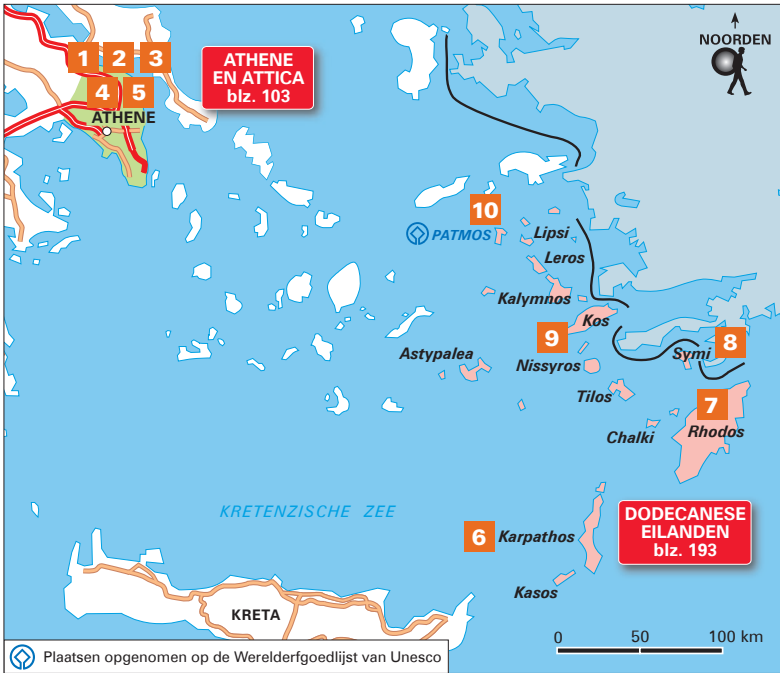 1 2 3
4 5
ATHENE
ATHENE
EN ATTICA
blz. 103
NOORDEN
10
PATMOS
Lipsi
Leros
Kalymnos
Kos
9
8
Symi
Astypalea
Nissyros
Tilos
7
Rhodos
Chalki
KRETENZISCHE ZEE
6
Karpathos
DODECANESE
EILANDEN
blz. 193
Kasos
KRETA
0 50 100 km
Plaatsen opgenomen op de Werelderfgoedlijst van Unesco